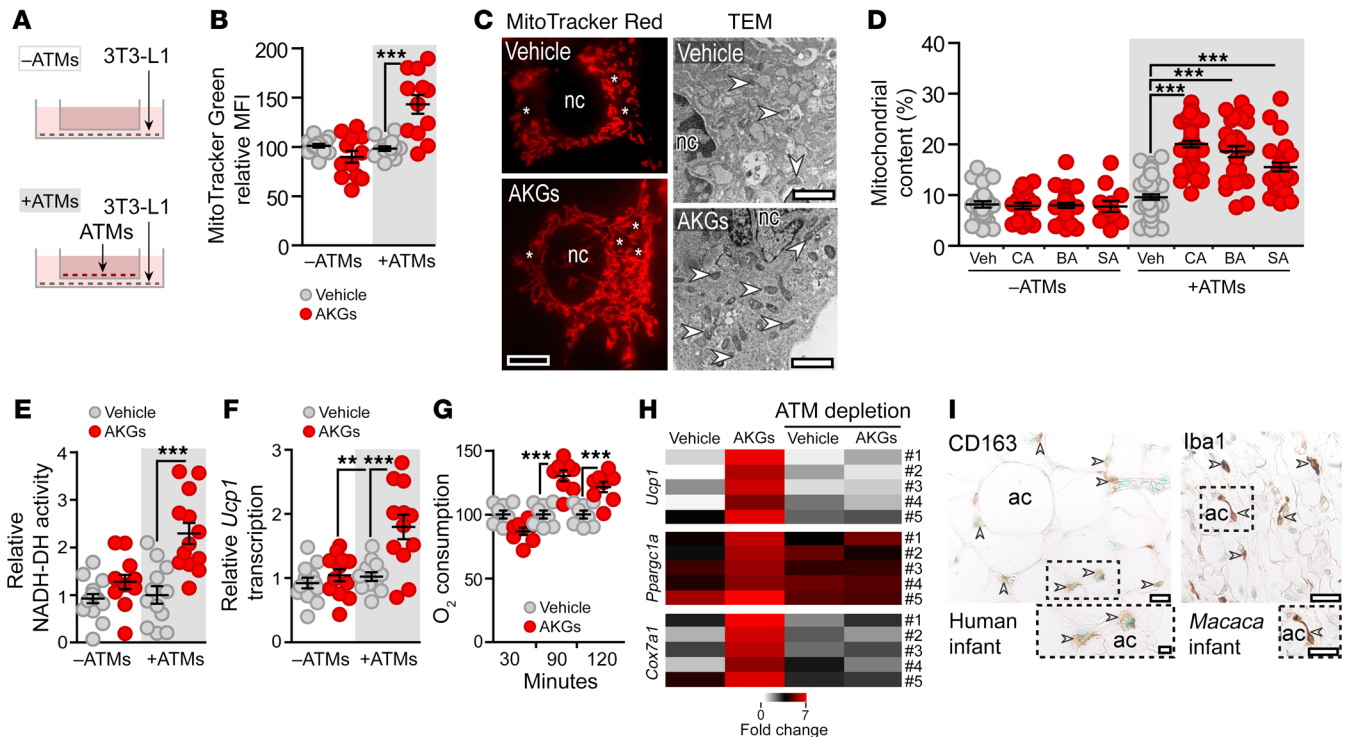 A
–ATMs
3T3-L1
+ATMs
3T3-L1
ATMs
B
MitoTracker Green
relative MFI
200
150
100
50
0
***
–ATMs +ATMs
Vehicle
AKGs
C
MitoTracker Red
TEM
Vehicle
nc
*
*
Vehicle
nc
AKGs
nc
*
*
*
*
AKGs
nc
D
Mitochondrial
content (%)
40
30
20
10
0
***
***
***
Veh CA BA SA Veh CA BA SA
–ATMs +ATMs
E
Vehicle
AKGs
Relative
NADH-DH activity
4
3
2
1
0
***
–ATMs +ATMs
F
Vehicle
AKGs
Relative Ucp1
transcription
3
2
1
0
** ***
–ATMs +ATMs
G
O2 consumption
150
100
50
0
*** ***
Vehicle
AKGs
30 90 120
Minutes
H
ATM depletion
Vehicle AKGs Vehicle AKGs
Ucp1
#1
#2
#3
#4
#5
Ppargc1a
#1
#2
#3
#4
#5
Cox7a1
#1
#2
#3
#4
#5
0 7
Fold change
I
CD163
ac
Human
infant
ac
Iba1
ac
Macaca
infant
ac